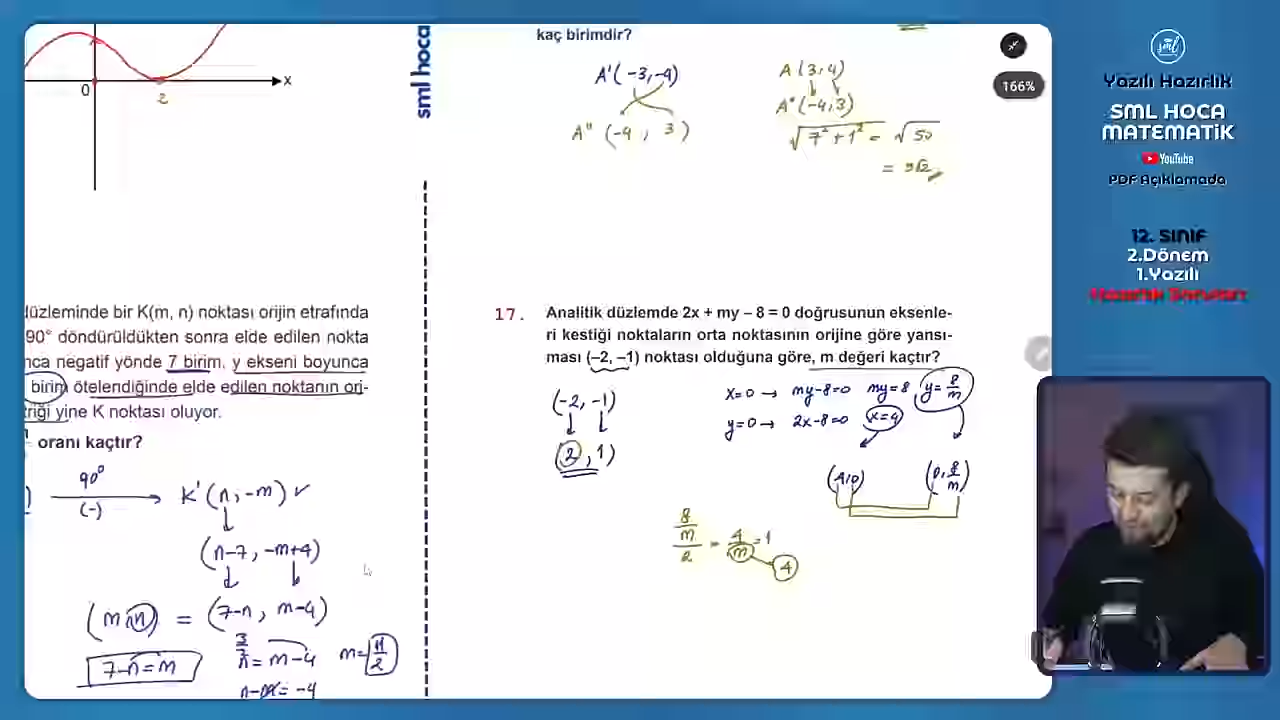 x
0
2
sml hoca
kaç birimdir?
A'(-3,-4)
A'' (-4, 3)
A(3,4)
A''(-4,3)
√7²+1² = √50
= 5√2
166%
düzleminde bir K(m, n) noktası orijin etrafında
90° döndürüldükten sonra elde edilen nokta
nca negatif yönde 7 birim, y ekseni boyunca
birim ötelendiğinde elde edilen noktanın ori-
triği yine K noktası oluyor.
oranı kaçtır?
90°
(-)
K'(n,-m) ✓
(n-7, -m+4)
(m,n) = (7-n, m-4)
7-n=m
n=m-4
m=11/2
17. Analitik düzlemde 2x + my – 8 = 0 doğrusunun eksenle-
ri kestiği noktaların orta noktasının orijine göre yansı-
ması (–2, –1) noktası olduğuna göre, m değeri kaçtır?
(-2,-1)
(2,1)
x=0 → my-8=0 my=8 y=8/m
y=0 → 2x-8=0 x=4
(4,0) (0,8/m)
8/m/2 = 4/m =1
4
sml
Yazılı Hazırlık
SML HOCA
MATEMATİK
YouTube
PDF Açıklamada
12. SINIF
2.Dönem
1.Yazılı